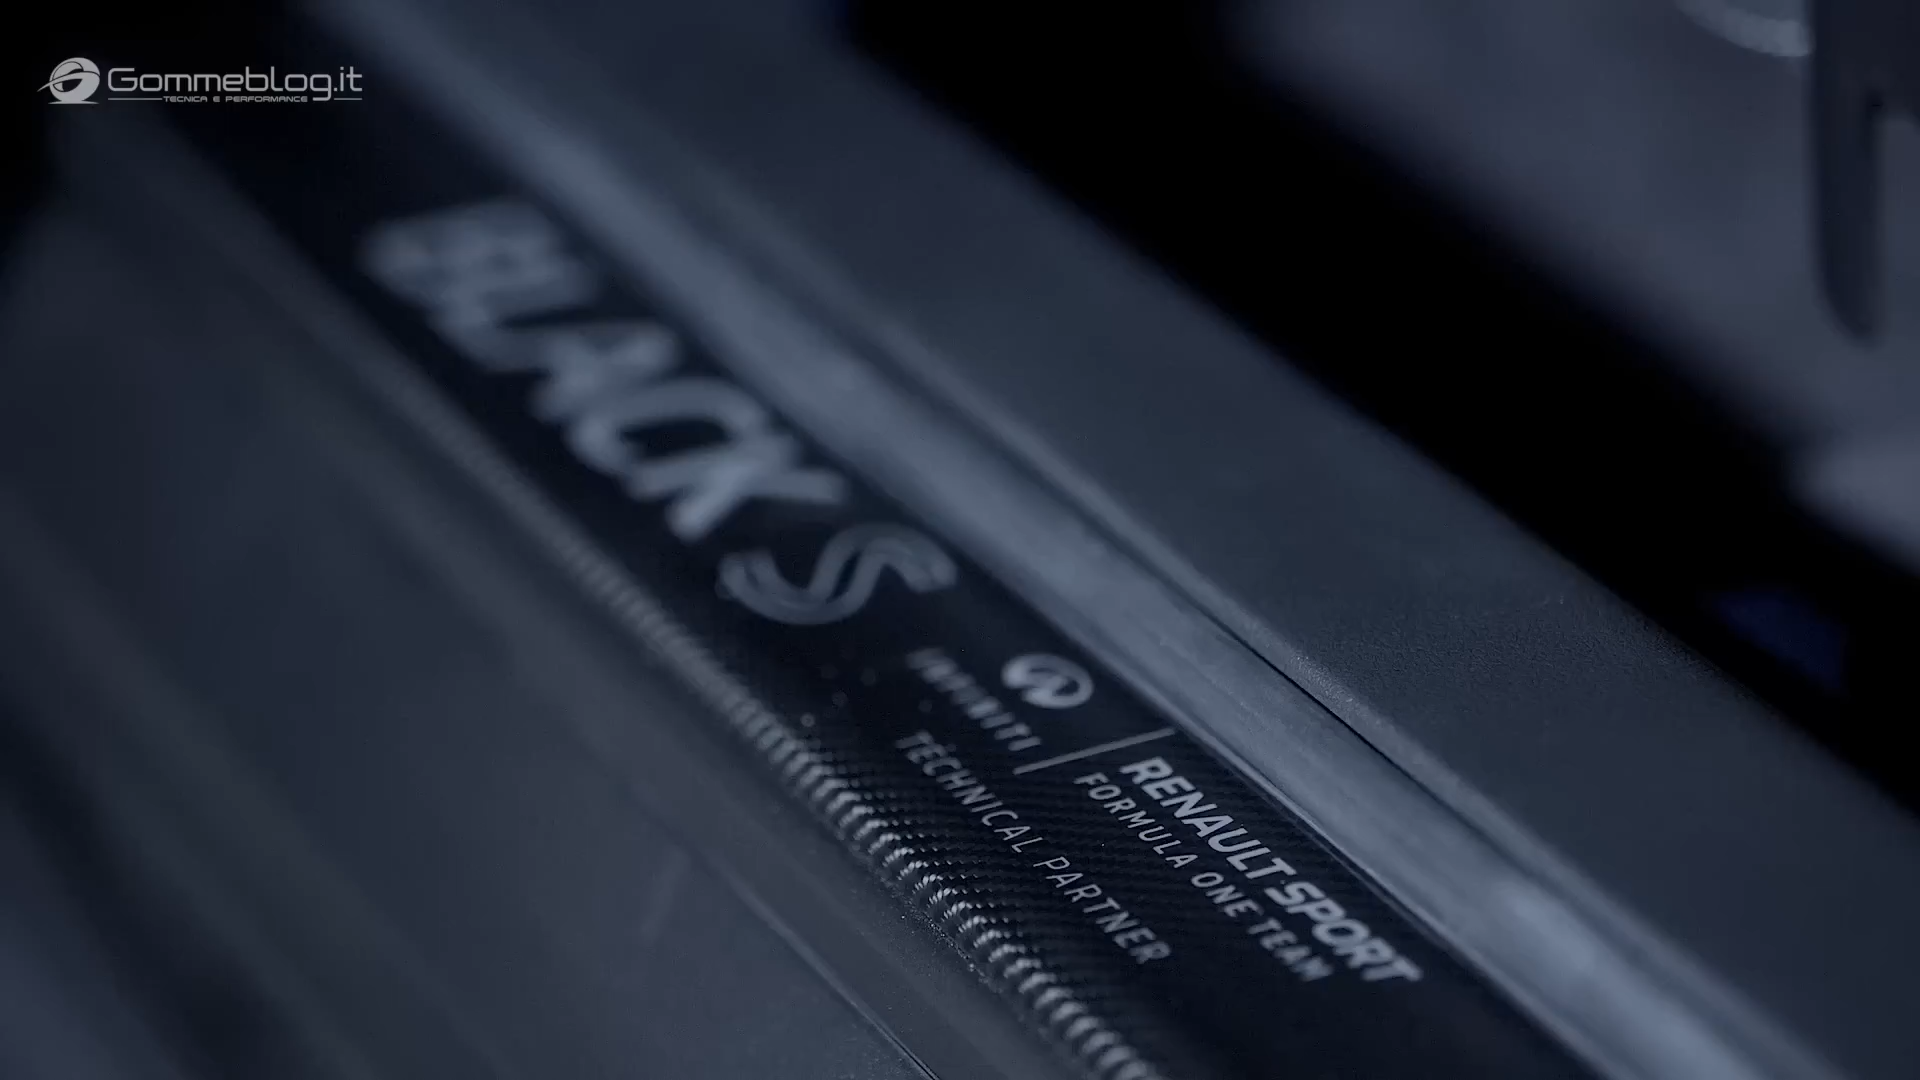 Gommeblog.it
TECNICA E PERFORMANCE
BLACK S
INFINITI
TECHNICAL PARTNER
RENAULT SPORT
FORMULA ONE TEAM